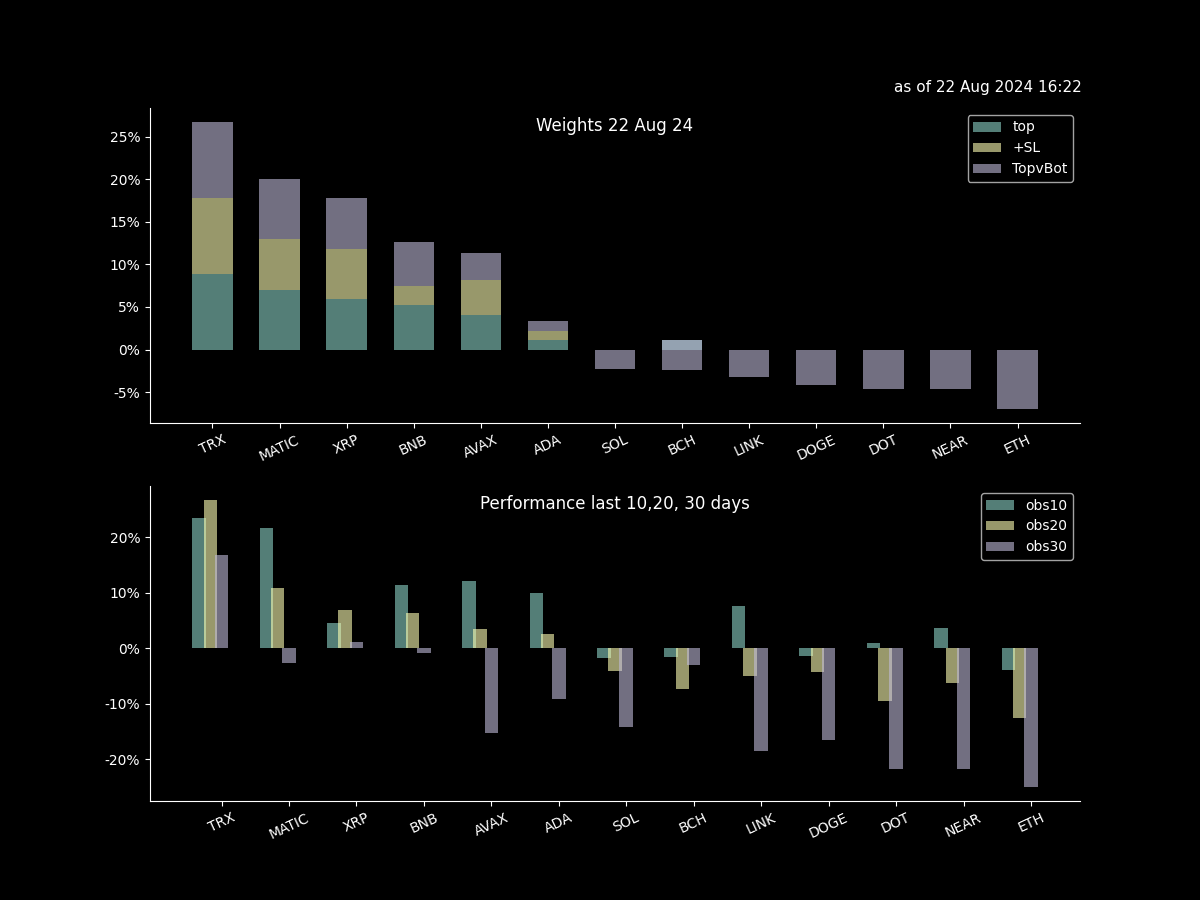 as of 22 Aug 2024 16:22
Weights 22 Aug 24
top
+SL
TopvBot
25%
20%
15%
10%
5%
0%
-5%
TRX MATIC XRP BNB AVAX ADA SOL BCH LINK DOGE DOT NEAR ETH
Performance last 10,20, 30 days
obs10
obs20
obs30
20%
10%
0%
-10%
-20%
TRX MATIC XRP BNB AVAX ADA SOL BCH LINK DOGE DOT NEAR ETH